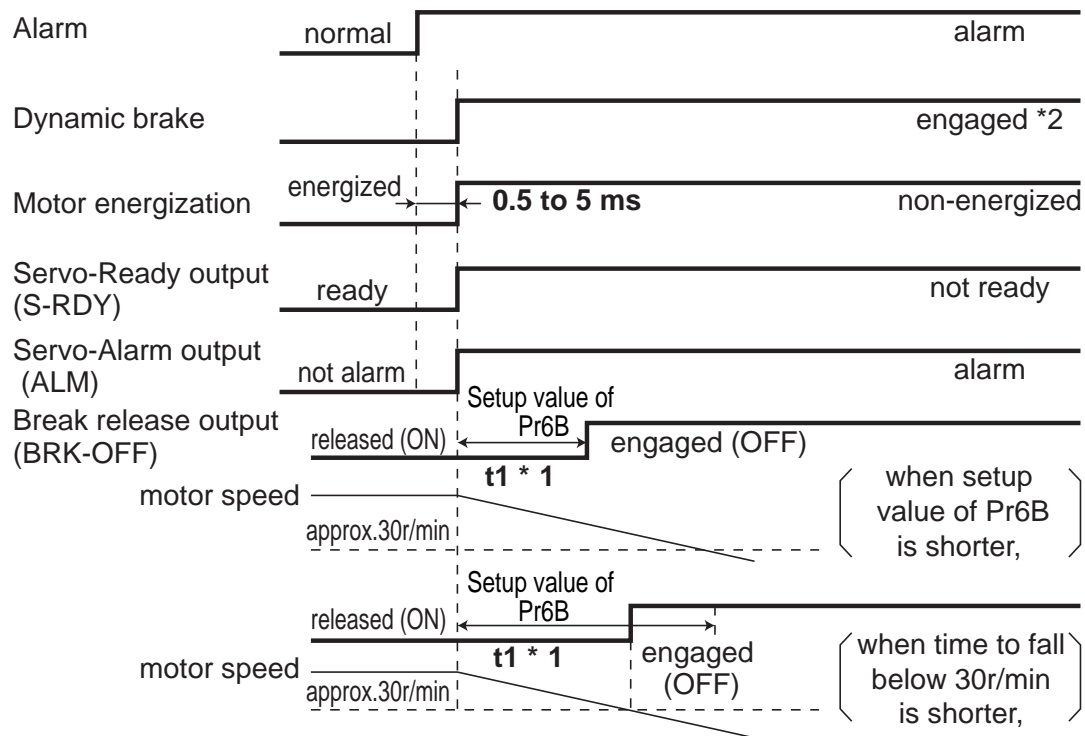 Alarm
normal
alarm
Dynamic brake
engaged *2
Motor energization
energized
0.5 to 5 ms
non-energized
Servo-Ready output
(S-RDY)
ready
not ready
Servo-Alarm output
(ALM)
not alarm
alarm
Break release output
(BRK-OFF)
released (ON)
Setup value of
Pr6B
engaged (OFF)
t1 * 1
motor speed
approx.30r/min
when setup
value of Pr6B
is shorter,
released (ON)
Setup value of
Pr6B
t1 * 1
engaged
(OFF)
motor speed
approx.30r/min
when time to fall
below 30r/min
is shorter,